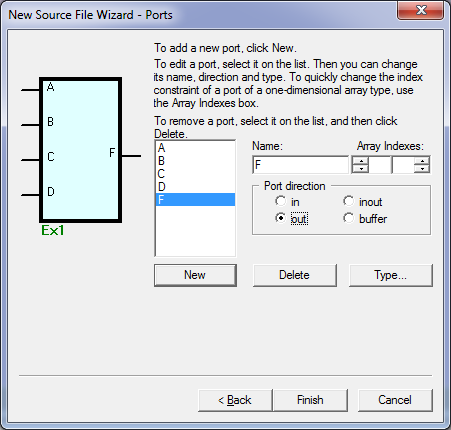 New Source File Wizard - Ports
To add a new port, click New.
To edit a port, select it on the list. Then you can change
its name, direction and type. To quickly change the index
constraint of a port of a one-dimensional array type, use
the Array Indexes box.
To remove a port, select it on the list, and then click
Delete.
A
B
C
D
F
Ex1
A
B
C
D
F
Name:
Array Indexes:
F
Port direction
in
inout
out
buffer
New
Delete
Type...
< Back
Finish
Cancel